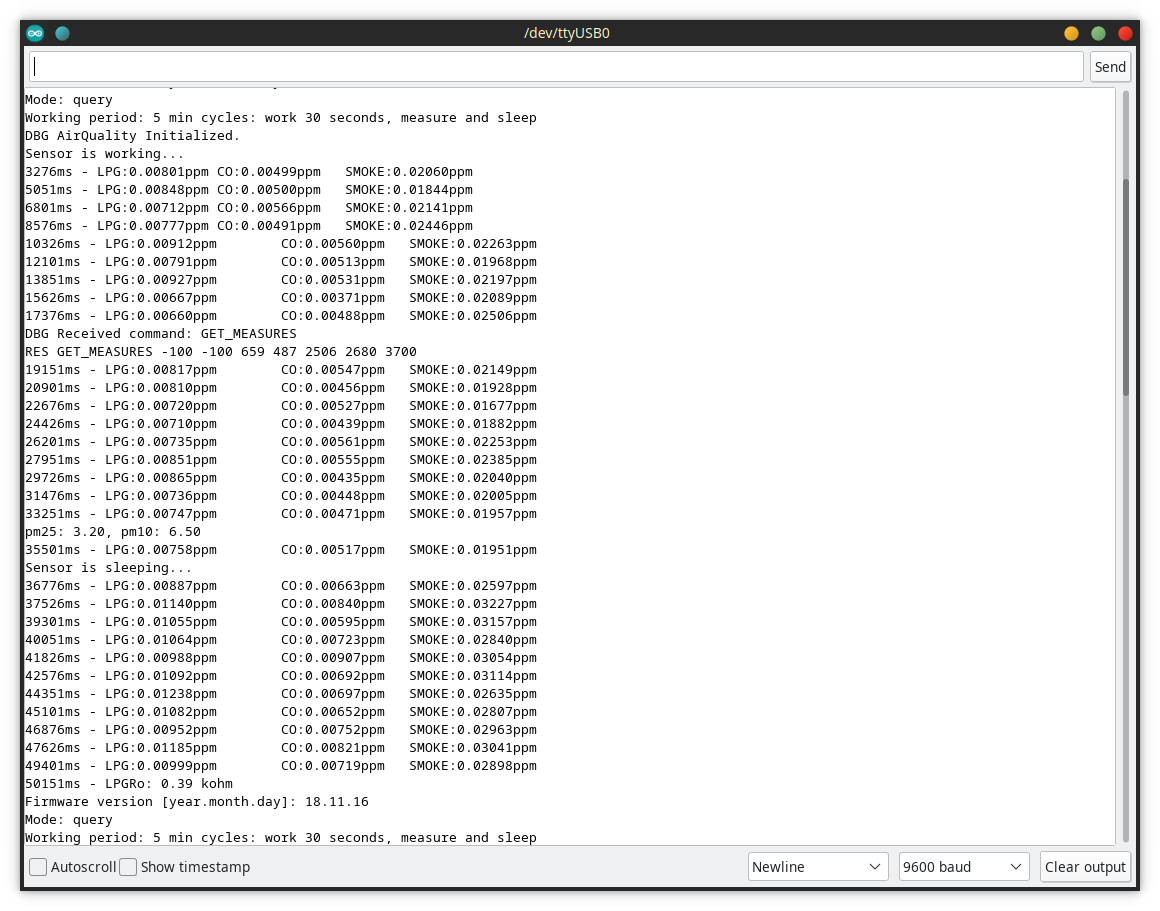 /dev/ttyUSB0
Send
Mode: query
Working period: 5 min cycles: work 30 seconds, measure and sleep
DBG AirQuality Initialized.
Sensor is working...
3276ms - LPG:0.00801ppm CO:0.00499ppm   SMOKE:0.02060ppm
5051ms - LPG:0.00848ppm CO:0.00500ppm   SMOKE:0.01844ppm
6801ms - LPG:0.00712ppm CO:0.00566ppm   SMOKE:0.02141ppm
8576ms - LPG:0.00777ppm CO:0.00491ppm   SMOKE:0.02446ppm
10326ms - LPG:0.00912ppm        CO:0.00560ppm   SMOKE:0.02263ppm
12101ms - LPG:0.00791ppm        CO:0.00513ppm   SMOKE:0.01968ppm
13851ms - LPG:0.00927ppm        CO:0.00531ppm   SMOKE:0.02197ppm
15626ms - LPG:0.00667ppm        CO:0.00371ppm   SMOKE:0.02089ppm
17376ms - LPG:0.00660ppm        CO:0.00488ppm   SMOKE:0.02506ppm
DBG Received command: GET_MEASURES
RES GET_MEASURES -100 -100 659 487 2506 2680 3700
19151ms - LPG:0.00817ppm        CO:0.00547ppm   SMOKE:0.02149ppm
20901ms - LPG:0.00810ppm        CO:0.00456ppm   SMOKE:0.01928ppm
22676ms - LPG:0.00720ppm        CO:0.00527ppm   SMOKE:0.01677ppm
24426ms - LPG:0.00710ppm        CO:0.00439ppm   SMOKE:0.01882ppm
26201ms - LPG:0.00735ppm        CO:0.00561ppm   SMOKE:0.02253ppm
27951ms - LPG:0.00851ppm        CO:0.00555ppm   SMOKE:0.02385ppm
29726ms - LPG:0.00865ppm        CO:0.00435ppm   SMOKE:0.02040ppm
31476ms - LPG:0.00736ppm        CO:0.00448ppm   SMOKE:0.02005ppm
33251ms - LPG:0.00747ppm        CO:0.00471ppm   SMOKE:0.01957ppm
pm25: 3.20, pm10: 6.50
35501ms - LPG:0.00758ppm        CO:0.00517ppm   SMOKE:0.01951ppm
Sensor is sleeping...
36776ms - LPG:0.00887ppm        CO:0.00663ppm   SMOKE:0.02597ppm
37526ms - LPG:0.01140ppm        CO:0.00840ppm   SMOKE:0.03227ppm
39301ms - LPG:0.01055ppm        CO:0.00595ppm   SMOKE:0.03157ppm
40051ms - LPG:0.01064ppm        CO:0.00723ppm   SMOKE:0.02840ppm
41826ms - LPG:0.00988ppm        CO:0.00907ppm   SMOKE:0.03054ppm
42576ms - LPG:0.01092ppm        CO:0.00692ppm   SMOKE:0.03114ppm
44351ms - LPG:0.01238ppm        CO:0.00697ppm   SMOKE:0.02635ppm
45101ms - LPG:0.01082ppm        CO:0.00652ppm   SMOKE:0.02807ppm
46876ms - LPG:0.00952ppm        CO:0.00752ppm   SMOKE:0.02963ppm
47626ms - LPG:0.01185ppm        CO:0.00821ppm   SMOKE:0.03041ppm
49401ms - LPG:0.00999ppm        CO:0.00719ppm   SMOKE:0.02898ppm
50151ms - LPGRo: 0.39 kohm
Firmware version [year.month.day]: 18.11.16
Mode: query
Working period: 5 min cycles: work 30 seconds, measure and sleep
Autoscroll Show timestamp Newline 9600 baud Clear output